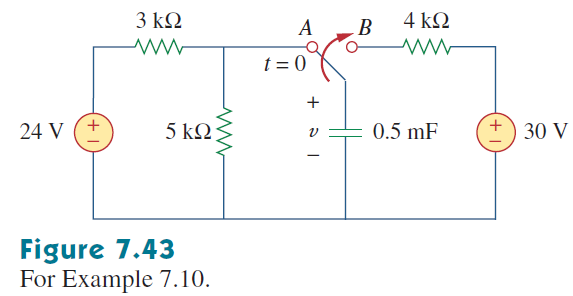 3 kΩ
A
B
4 kΩ
t = 0
24 V
+
−
5 kΩ
+
v
−
0.5 mF
+
−
30 V
Figure 7.43
For Example 7.10.